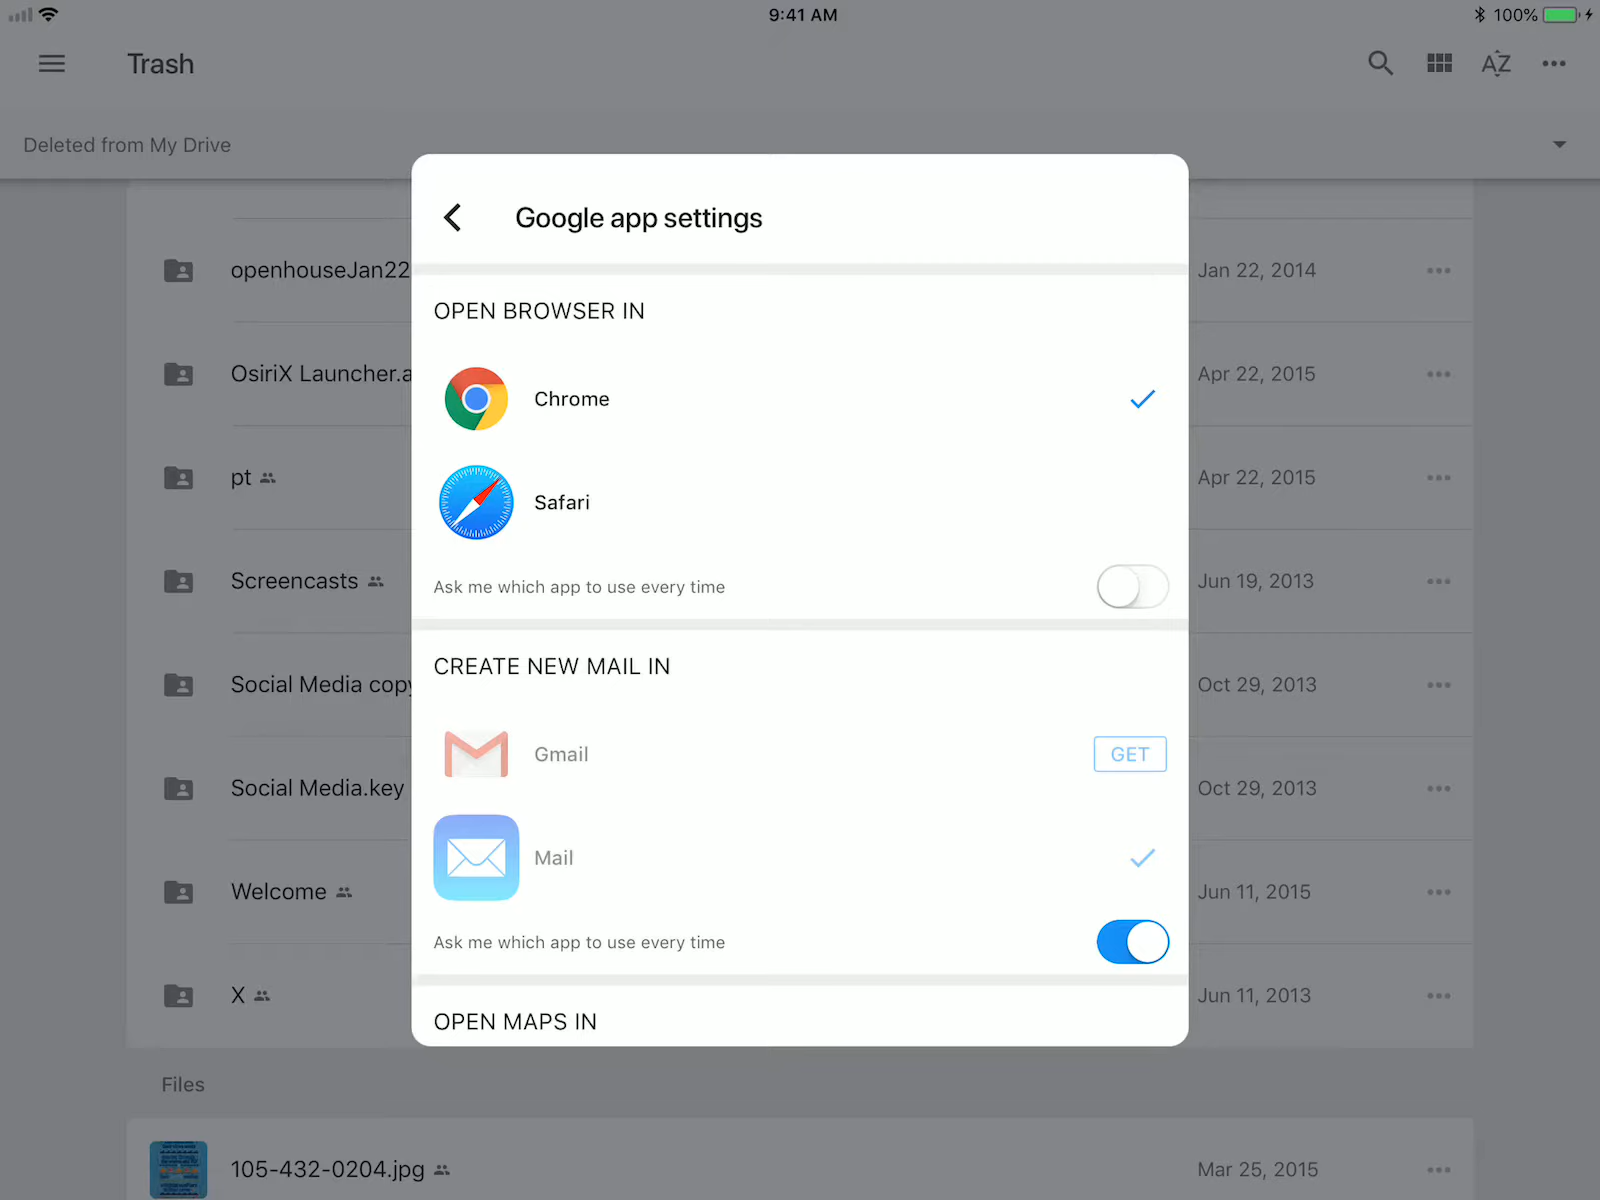 9:41 AM
100%
Trash
AZ
Deleted from My Drive
Google app settings
openhouseJan22
Jan 22, 2014
OPEN BROWSER IN
OsiriX Launcher.a
Apr 22, 2015
Chrome
pt
Apr 22, 2015
Safari
Screencasts
Jun 19, 2013
Ask me which app to use every time
CREATE NEW MAIL IN
Social Media copy
Oct 29, 2013
Gmail
GET
Social Media.key
Oct 29, 2013
Mail
Welcome
Jun 11, 2015
Ask me which app to use every time
X
Jun 11, 2013
OPEN MAPS IN
Files
105-432-0204.jpg
Mar 25, 2015